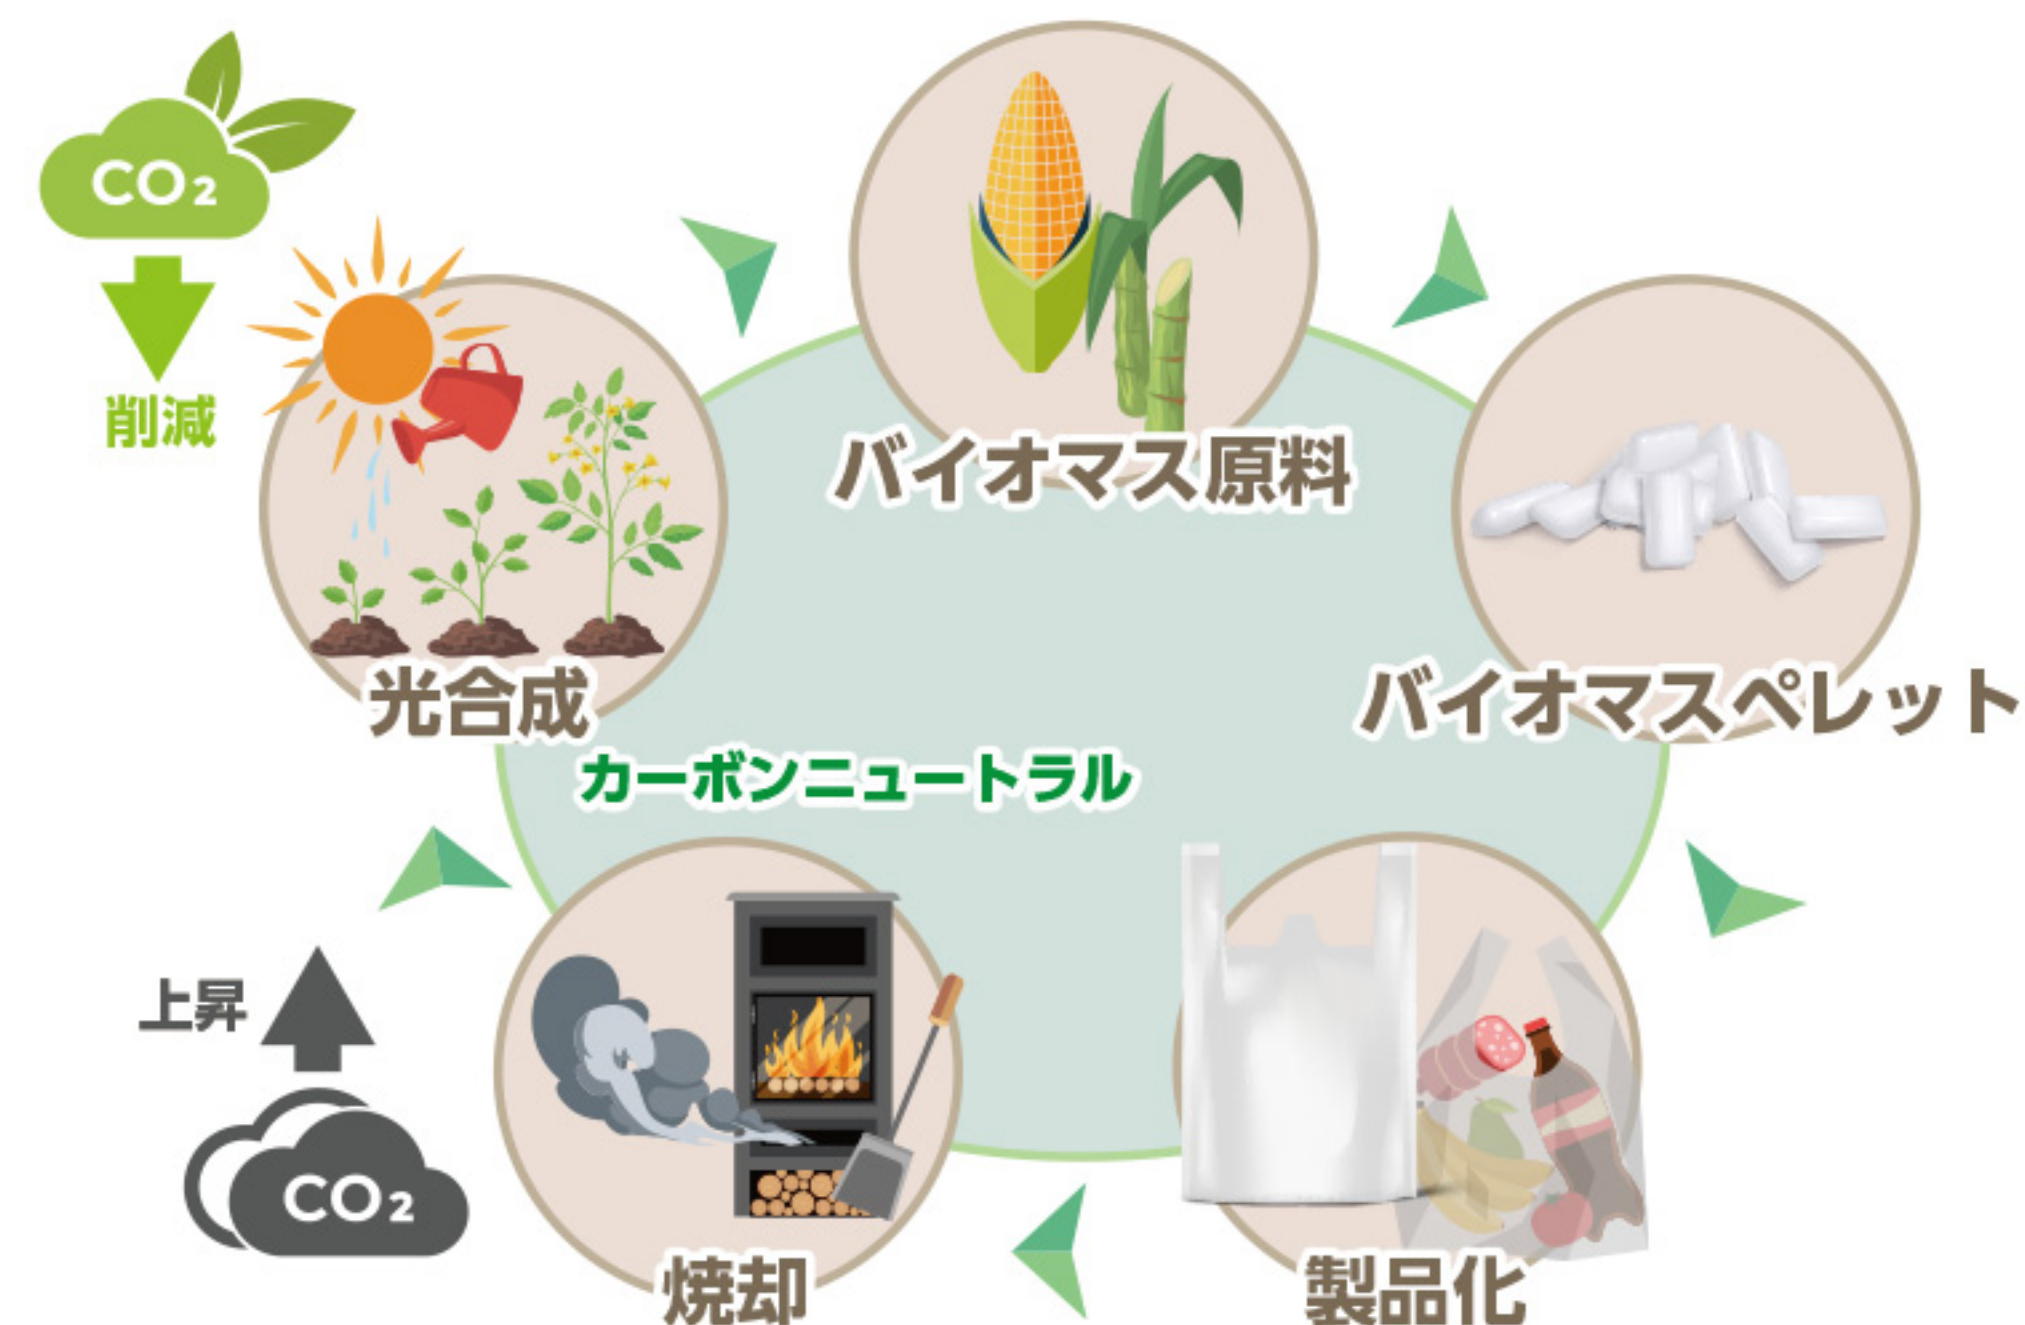 CO₂
削減
バイオマス原料
光合成
バイオマスペレット
カーボンニュートラル
上昇
CO₂
焼却
製品化